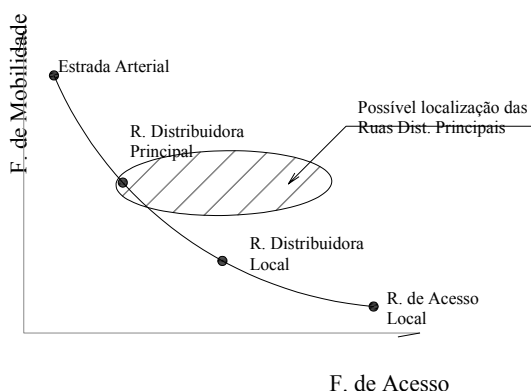 F. de Mobilidade
Estrada Arterial
R. Distribuidora
Principal
Possível localização das
Ruas Dist. Principais
R. Distribuidora
Local
R. de Acesso
Local
F. de Acesso